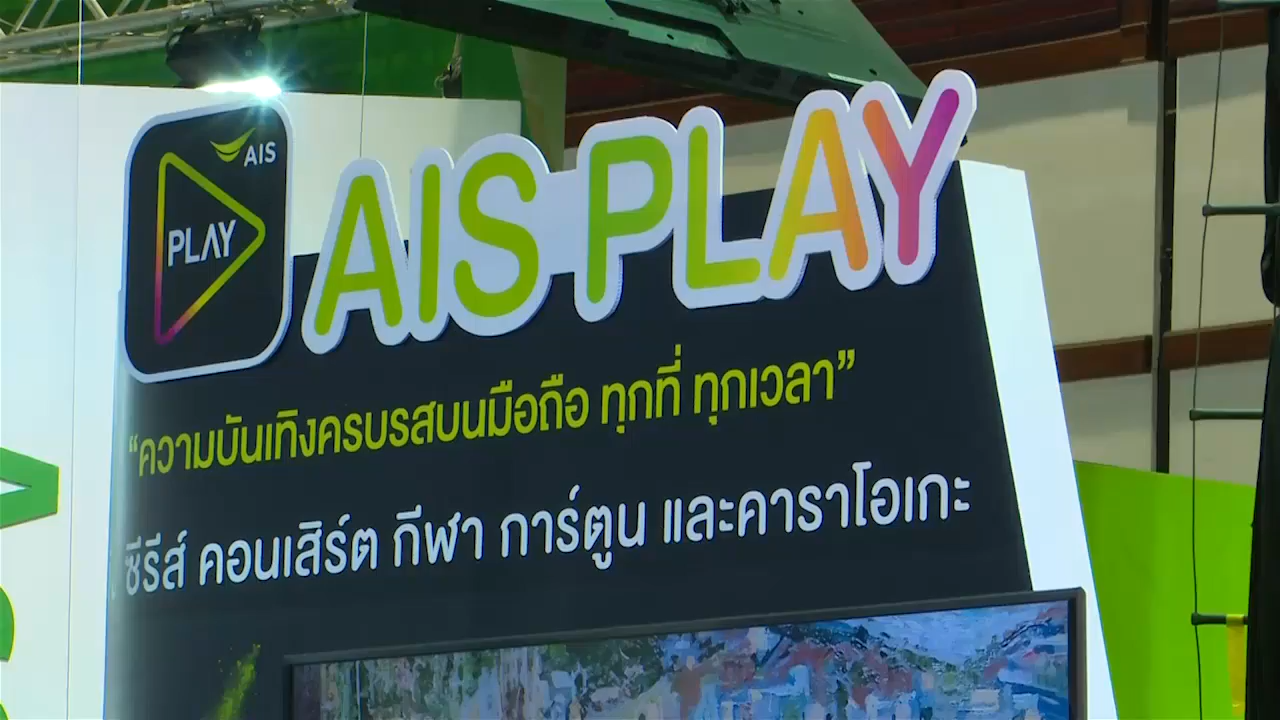 AIS
PLAY
AIS PLAY
“ความบันเทิงครบรสบนมือถือ ทุกที่ ทุกเวลา”
ซีรีส์ คอนเสิร์ต กีฬา การ์ตูน และคาราโอเกะ